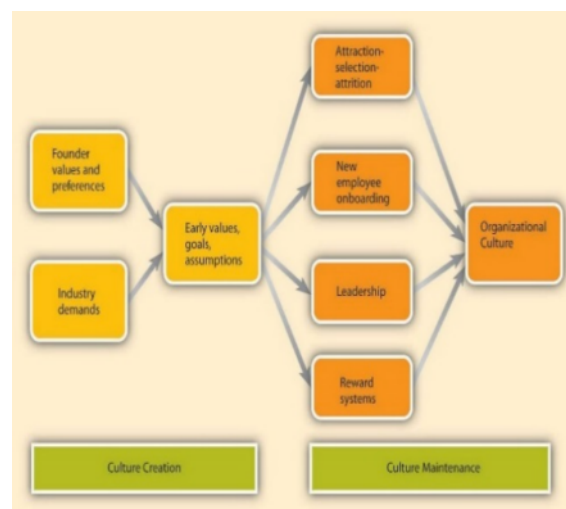 Attraction-
selection-
attrition
Founder
values and
preferences
New
employee
onboarding
Early values,
goals,
assumptions
Organizational
Culture
Industry
demands
Leadership
Reward
systems
Culture Creation
Culture Maintenance